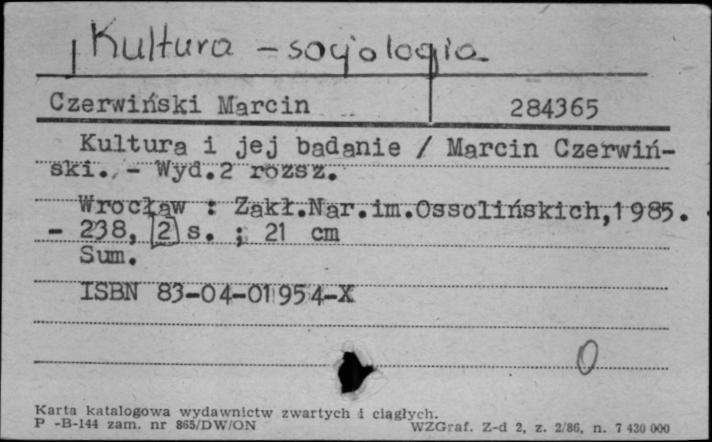 Kultura - socjologia
Czerwiński Marcin 284365
Kultura i jej badanie / Marcin Czerwiń-
ski. - Wyd.2 rozsz.
Wrocław : Zakł.Nar.im.Ossolińskich,1985.
- 238, [2] s. ; 21 cm
Sum.
ISBN 83-04-01954-X
0
Karta katalogowa wydawnictw zwartych i ciągłych.
P -B-144 zam. nr 865/DW/ON WZGraf. Z-d 2, z. 2/86, n. 7 430 000